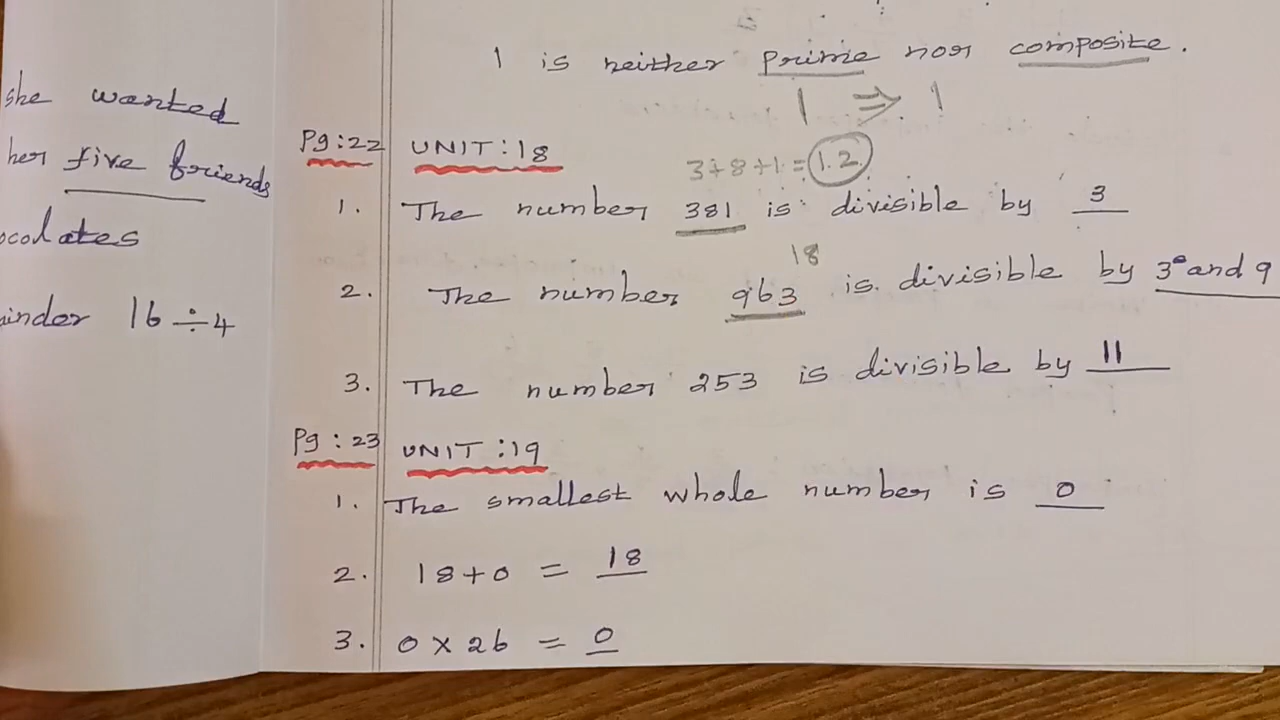 she wanted
her five friends
ocolates
ainder 16 ÷ 4
1 is neither prime nor composite.
1 ⇒ 1
Pg:22 UNIT:18
3+8+1=12
1. The number 381 is divisible by 3
18
2. The number 963 is divisible by 3 and 9
3. The number 253 is divisible by 11
Pg:23 UNIT:19
1. The smallest whole number is 0
2. 18+0 = 18
3. 0 × 26 = 0